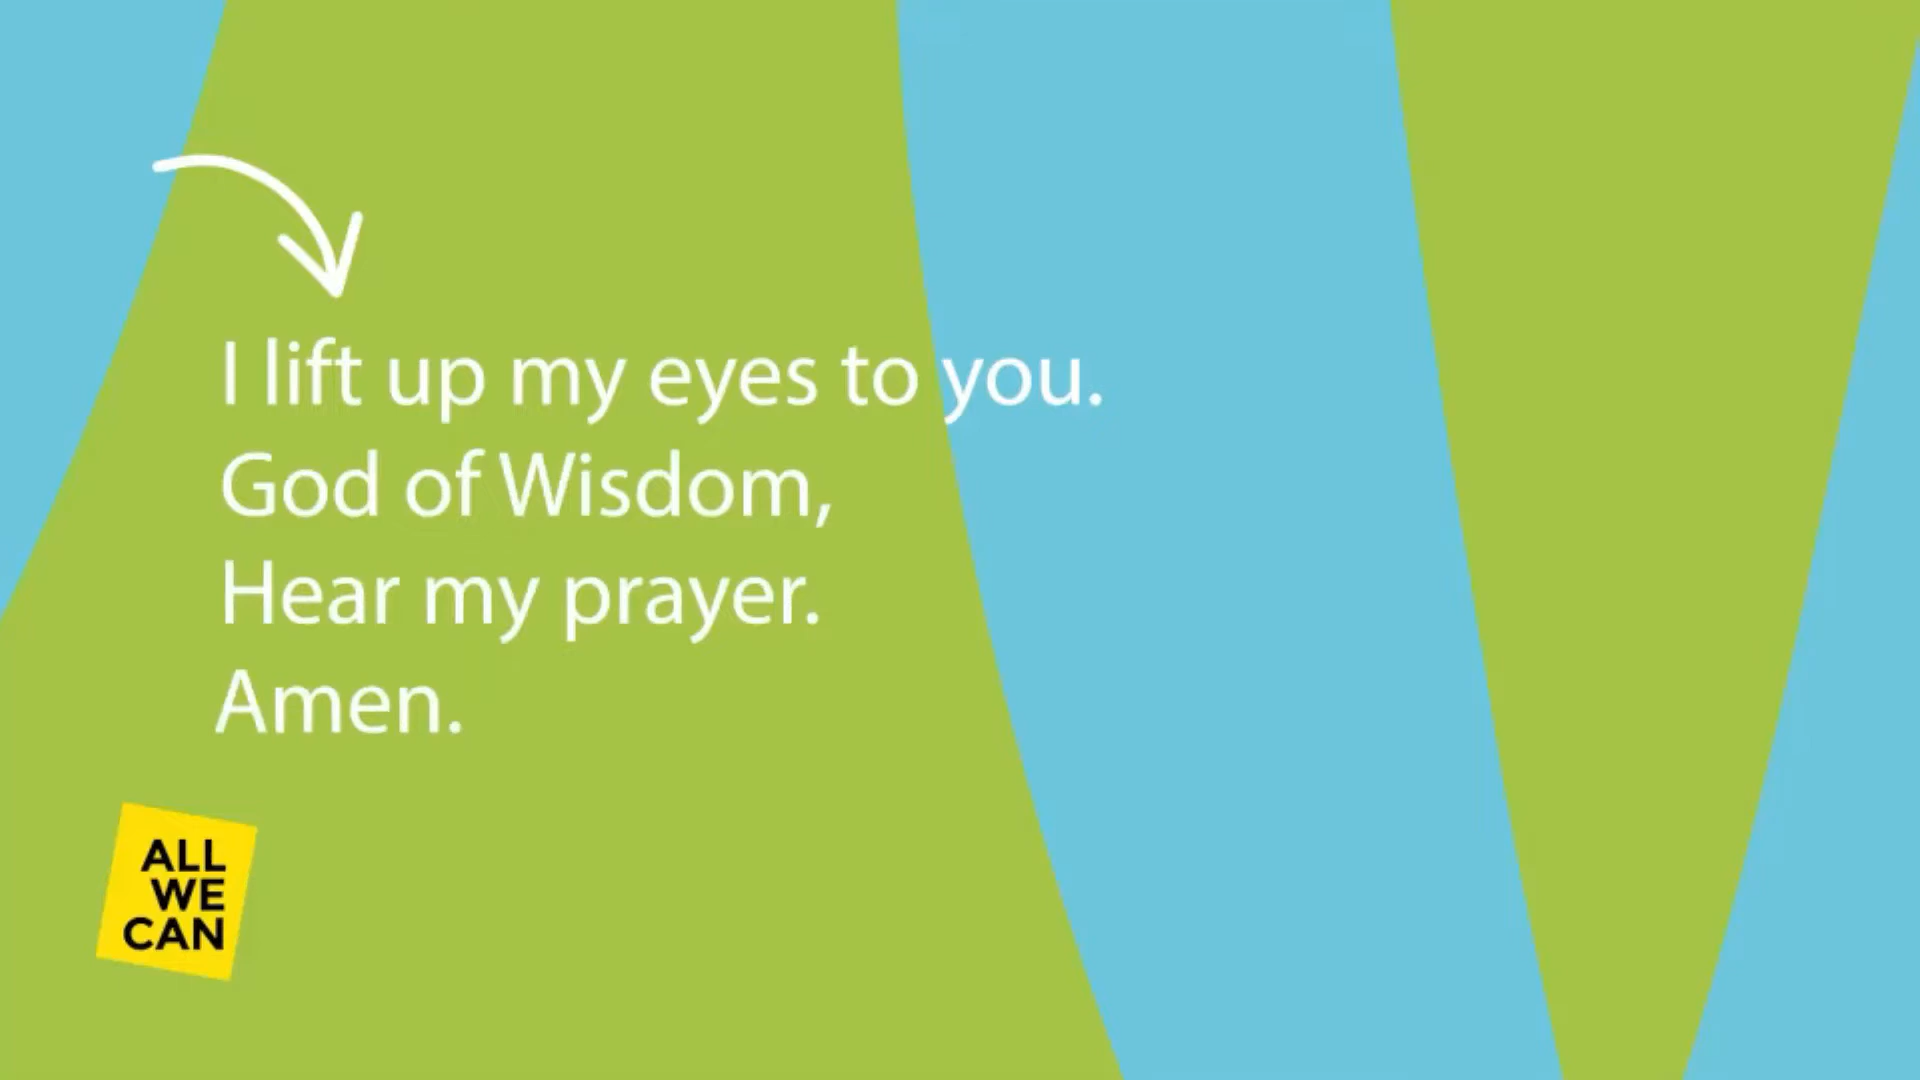 I lift up my eyes to you.
God of Wisdom,
Hear my prayer.
Amen.
ALL
WE
CAN